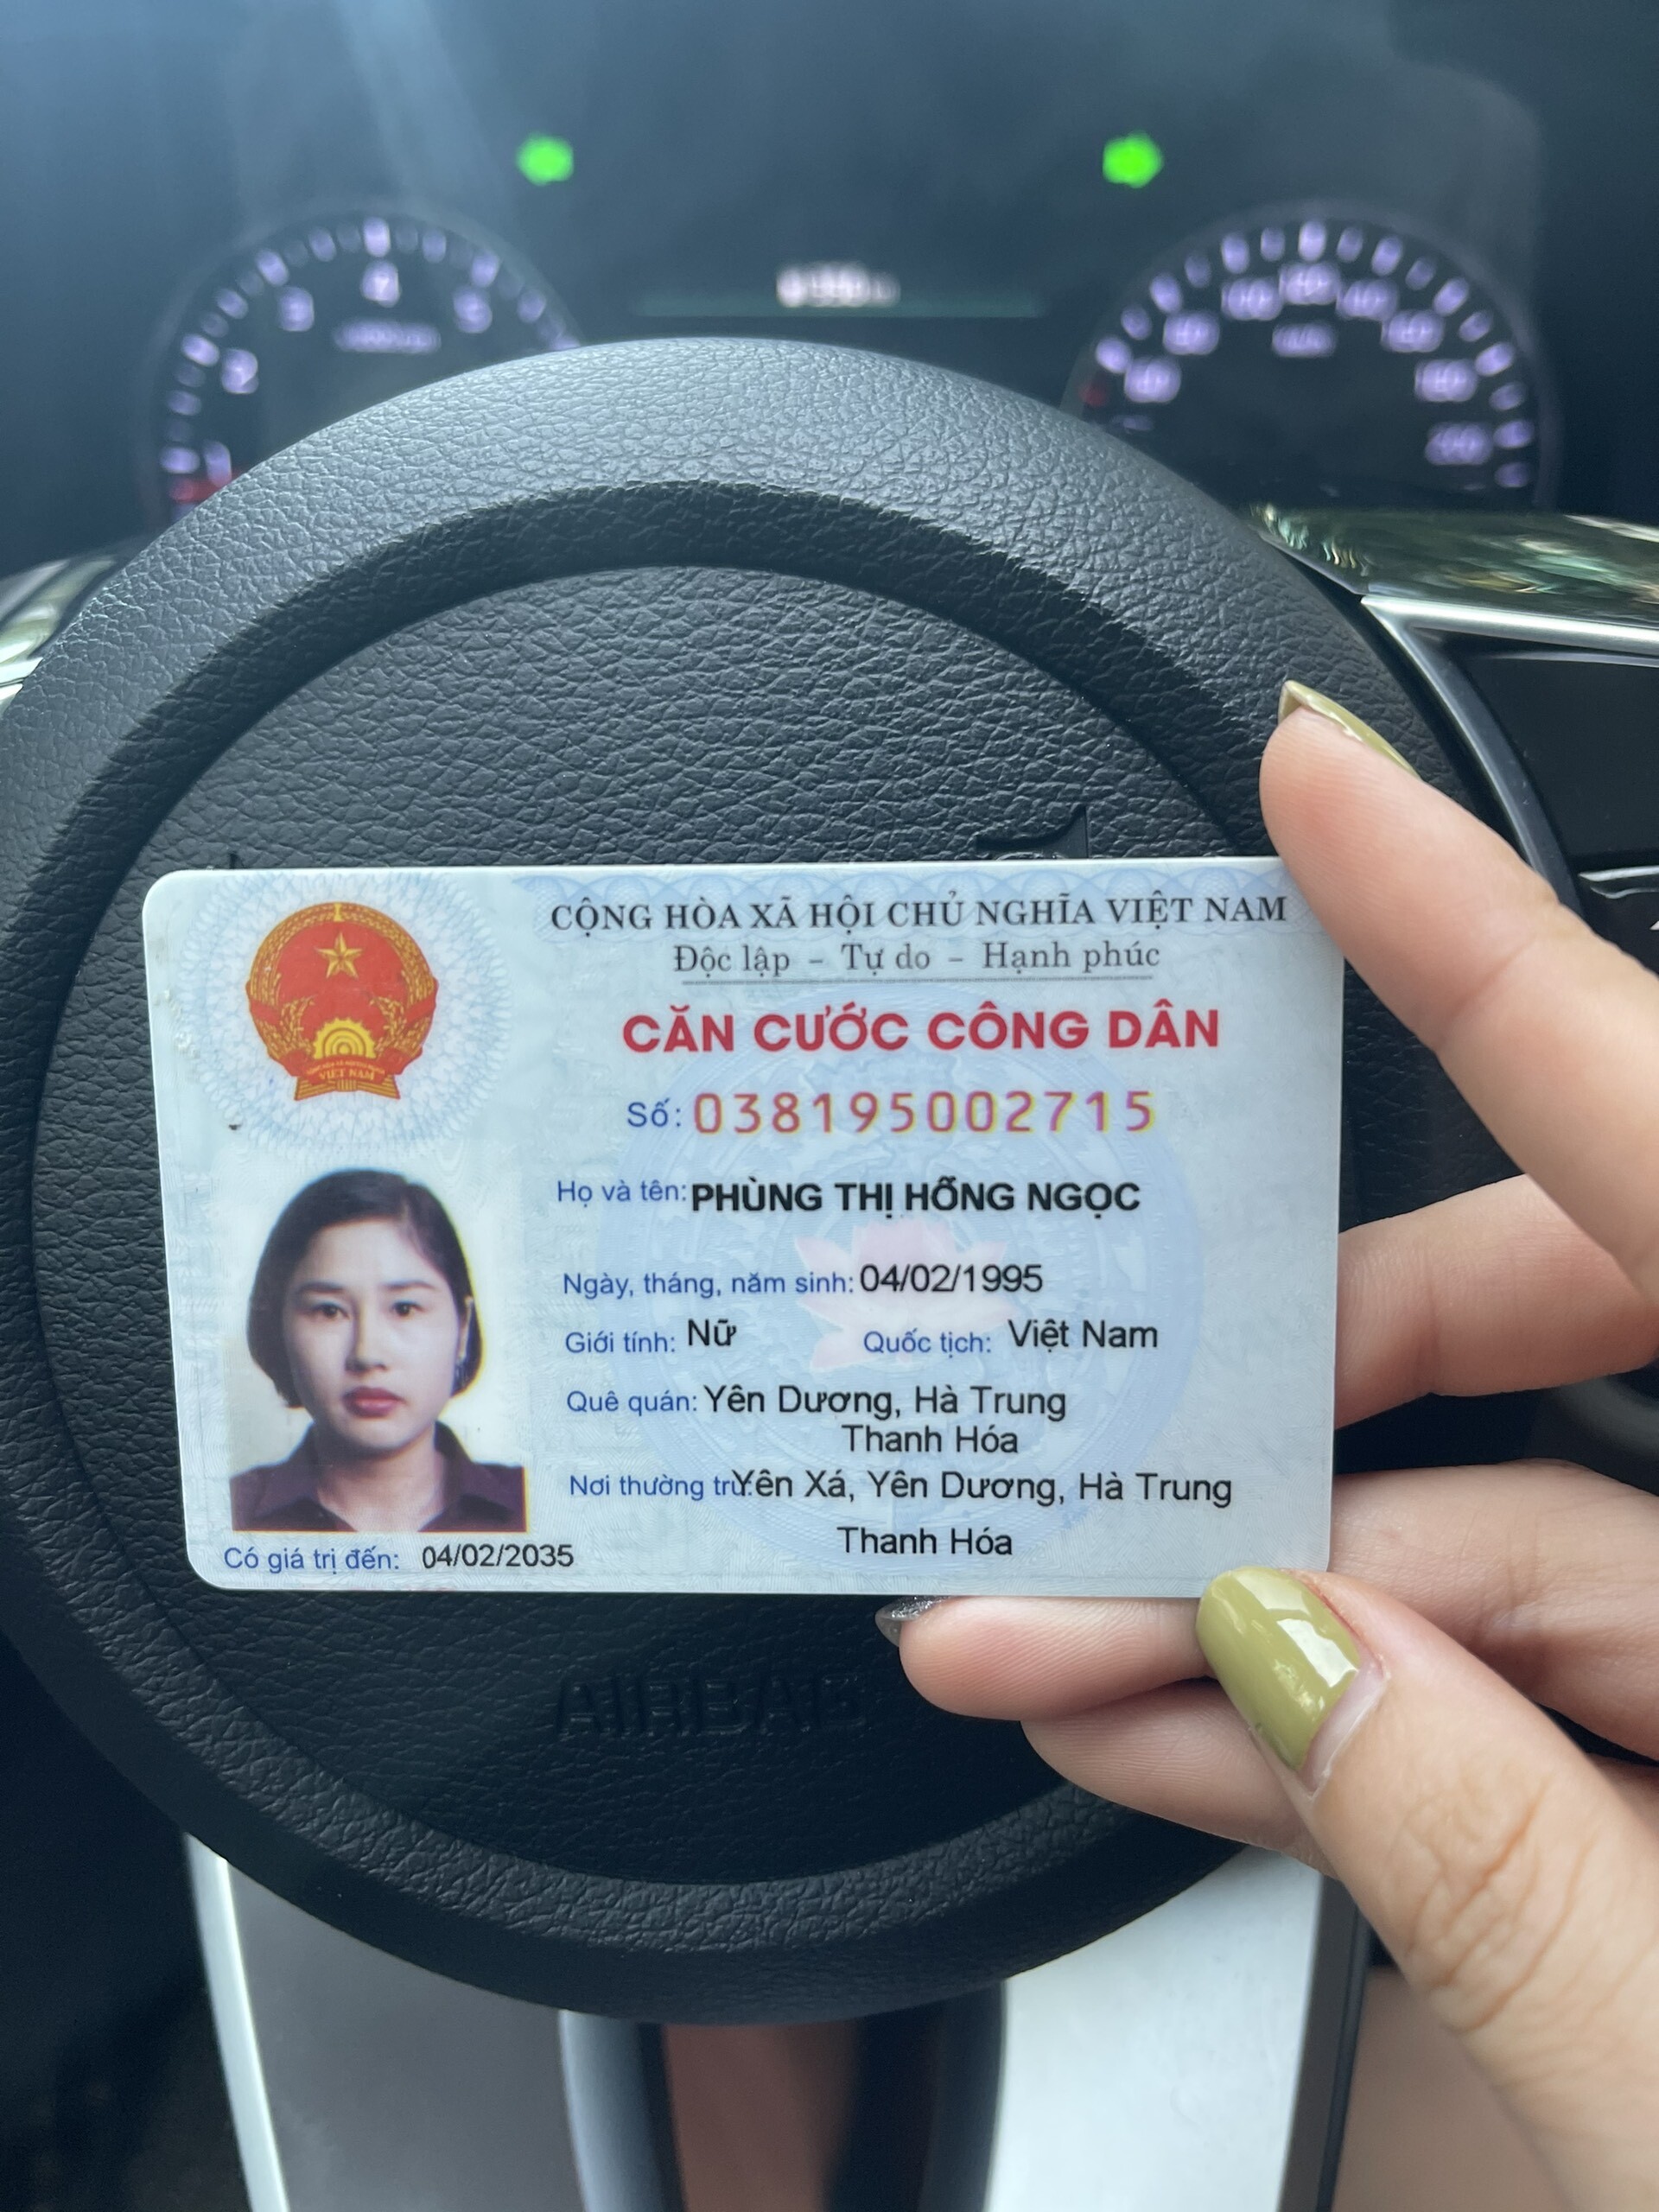 CỘNG HÒA XÃ HỘI CHỦ NGHĨA VIỆT NAM
Độc lập – Tự do – Hạnh phúc
CĂN CƯỚC CÔNG DÂN
Số: 038195002715
Họ và tên: PHÙNG THỊ HỒNG NGỌC
Ngày, tháng, năm sinh: 04/02/1995
Giới tính: Nữ Quốc tịch: Việt Nam
Quê quán: Yên Dương, Hà Trung
Thanh Hóa
Nơi thường trú: Yên Xá, Yên Dương, Hà Trung
Thanh Hóa
Có giá trị đến: 04/02/2035
VIỆT NAM
AIRBAG